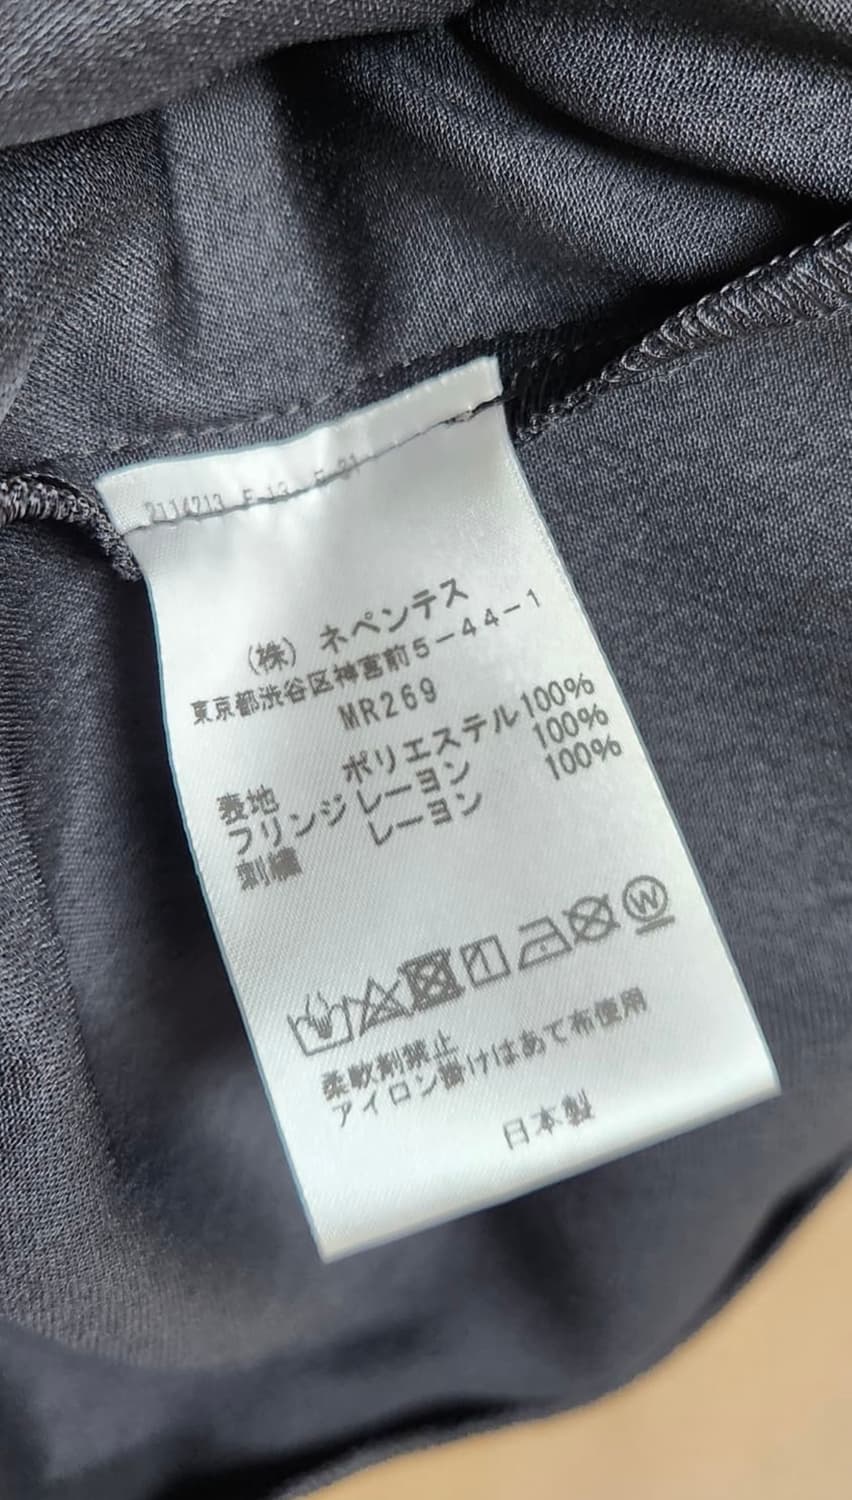 2114213 F-13 F-21
(株) ネペンテス
東京都渋谷区神宮前5-44-1
MR269
表地 ポリエステル100%
フリンジ レーヨン 100%
刺繍 レーヨン 100%
W
柔軟剤禁止
アイロン掛けはあて布使用
日本製